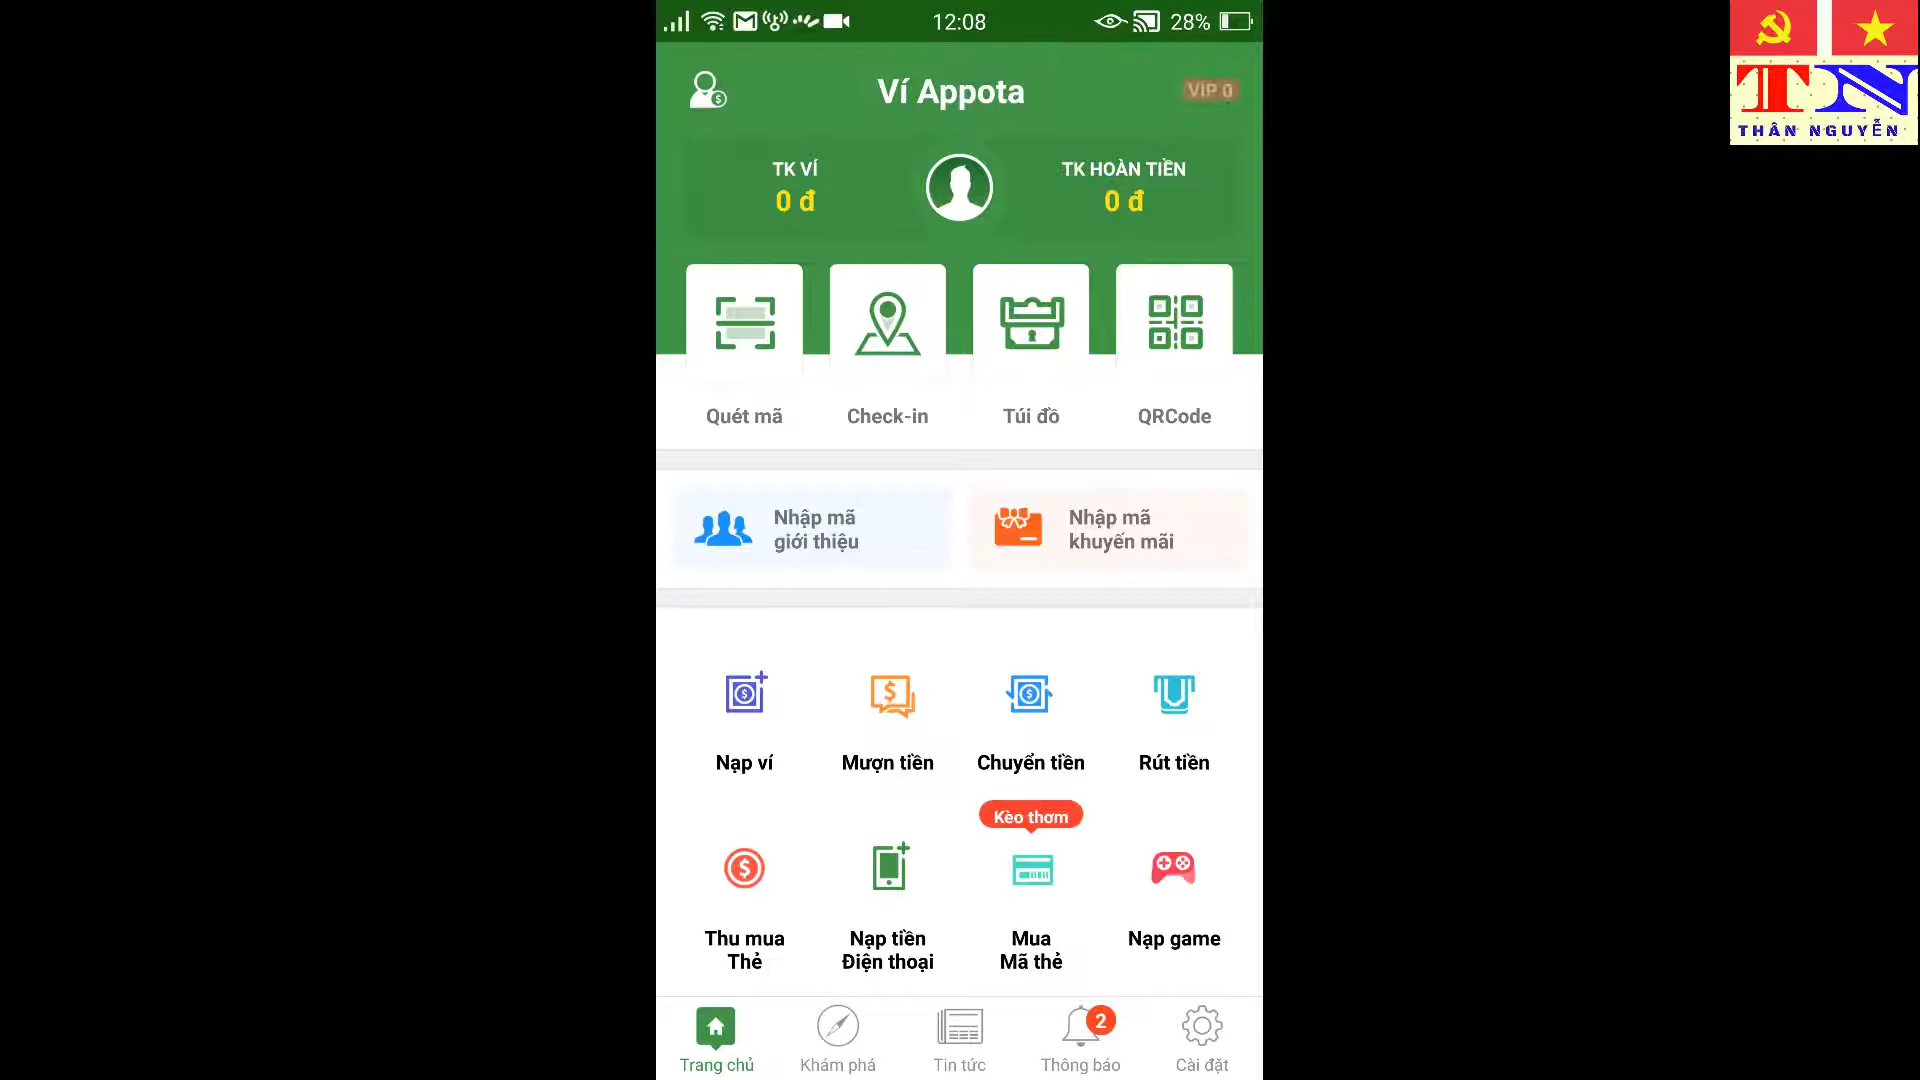 12:08
28%
Ví Appota
VIP 0
TK VÍ
0 đ
TK HOÀN TIỀN
0 đ
Quét mã
Check-in
Túi đồ
QRCode
Nhập mã
giới thiệu
Nhập mã
khuyến mãi
Nạp ví
Mượn tiền
Chuyển tiền
Rút tiền
Kèo thơm
Thu mua
Thẻ
Nạp tiền
Điện thoại
Mua
Mã thẻ
Nạp game
2
Trang chủ
Khám phá
Tin tức
Thông báo
Cài đặt
TN
THÂN NGUYỄN